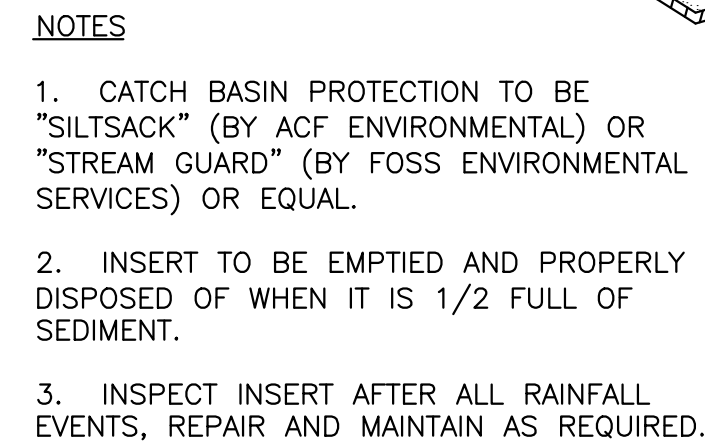 NOTES
1. CATCH BASIN PROTECTION TO BE
"SILTSACK" (BY ACF ENVIRONMENTAL) OR
"STREAM GUARD" (BY FOSS ENVIRONMENTAL
SERVICES) OR EQUAL.
2. INSERT TO BE EMPTIED AND PROPERLY
DISPOSED OF WHEN IT IS 1/2 FULL OF
SEDIMENT.
3. INSPECT INSERT AFTER ALL RAINFALL
EVENTS, REPAIR AND MAINTAIN AS REQUIRED.